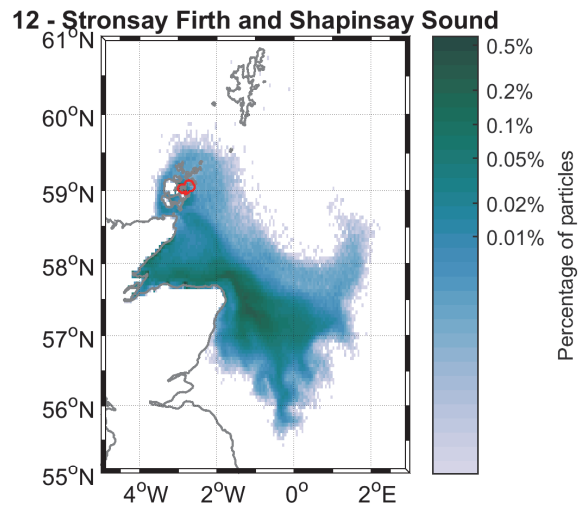 12 - Stronsay Firth and Shapinsay Sound
61°N
60°N
59°N
58°N
57°N
56°N
55°N
4°W 2°W 0° 2°E
0.5%
0.2%
0.1%
0.05%
0.02%
0.01%
Percentage of particles